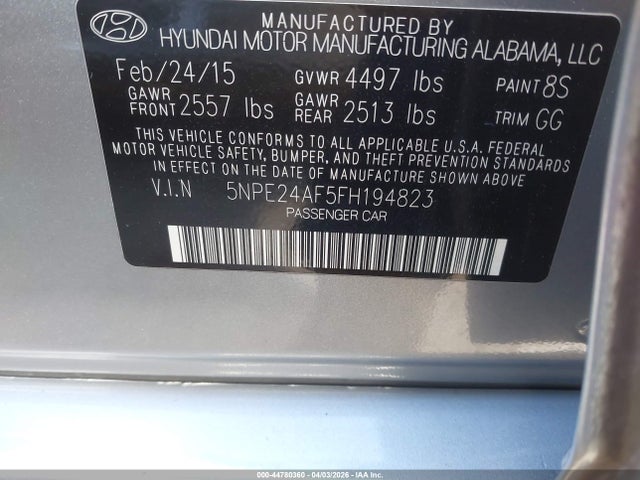 MANUFACTURED BY
HYUNDAI MOTOR MANUFACTURING ALABAMA, LLC
Feb/24/15 GVWR 4497 lbs PAINT 8S
GAWR FRONT 2557 lbs GAWR REAR 2513 lbs TRIM GG
THIS VEHICLE CONFORMS TO ALL APPLICABLE U.S.A. FEDERAL
MOTOR VEHICLE SAFETY, BUMPER, AND THEFT PREVENTION STANDARDS
IN EFFECT ON THE DATE OF MANUFACTURE SHOWN ABOVE
V.I.N 5NPE24AF5FH194823
PASSENGER CAR
000-44780360 - 04/03/2026 - IAA Inc.